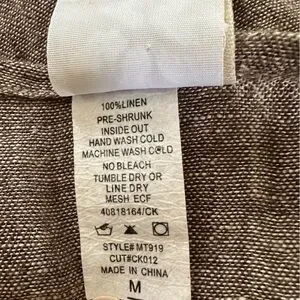 100%LINEN
PRE-SHRUNK
INSIDE OUT
HAND WASH COLD
MACHINE WASH COLD
NO BLEACH
TUMBLE DRY OR
LINE DRY
MESH ECF
40818164/CK
STYLE# MT919
CUT#CK012
MADE IN CHINA
M